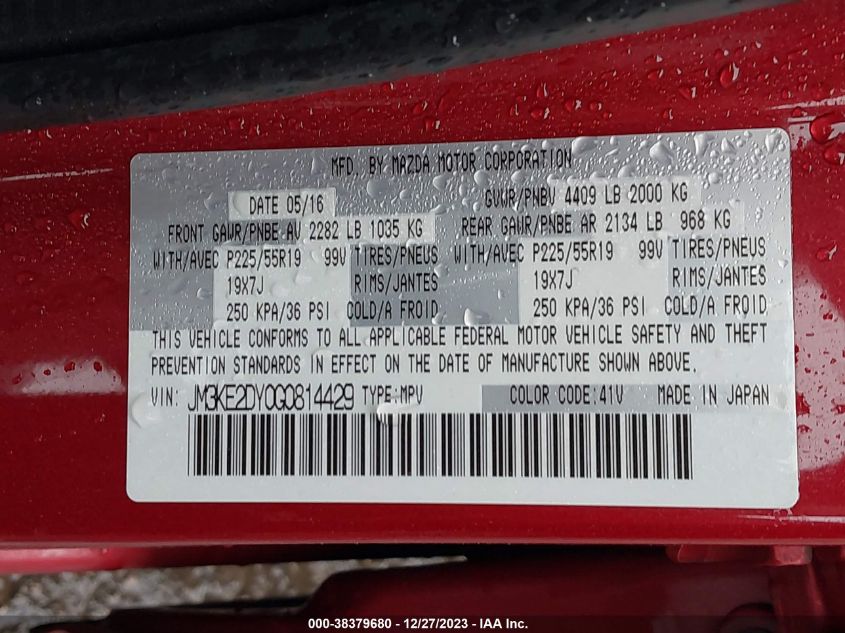 MFD. BY MAZDA MOTOR CORPORATION
DATE 05/16 GVWR/PNBV 4409 LB 2000 KG
FRONT GAWR/PNBE AV 2282 LB 1035 KG REAR GAWR/PNBE AR 2134 LB 968 KG
WITH/AVEC P225/55R19 99V TIRES/PNEUS WITH/AVEC P225/55R19 99V TIRES/PNEUS
19X7J RIMS/JANTES 19X7J RIMS/JANTES
250 KPA/36 PSI COLD/A FROID 250 KPA/36 PSI COLD/A FROID
THIS VEHICLE CONFORMS TO ALL APPLICABLE FEDERAL MOTOR VEHICLE SAFETY AND THEFT
PREVENTION STANDARDS IN EFFECT ON THE DATE OF MANUFACTURE SHOWN ABOVE.
VIN: JM3KE2DY0G0814429 TYPE:MPV COLOR CODE:41V MADE IN JAPAN
000-38379680 - 12/27/2023 - IAA Inc.